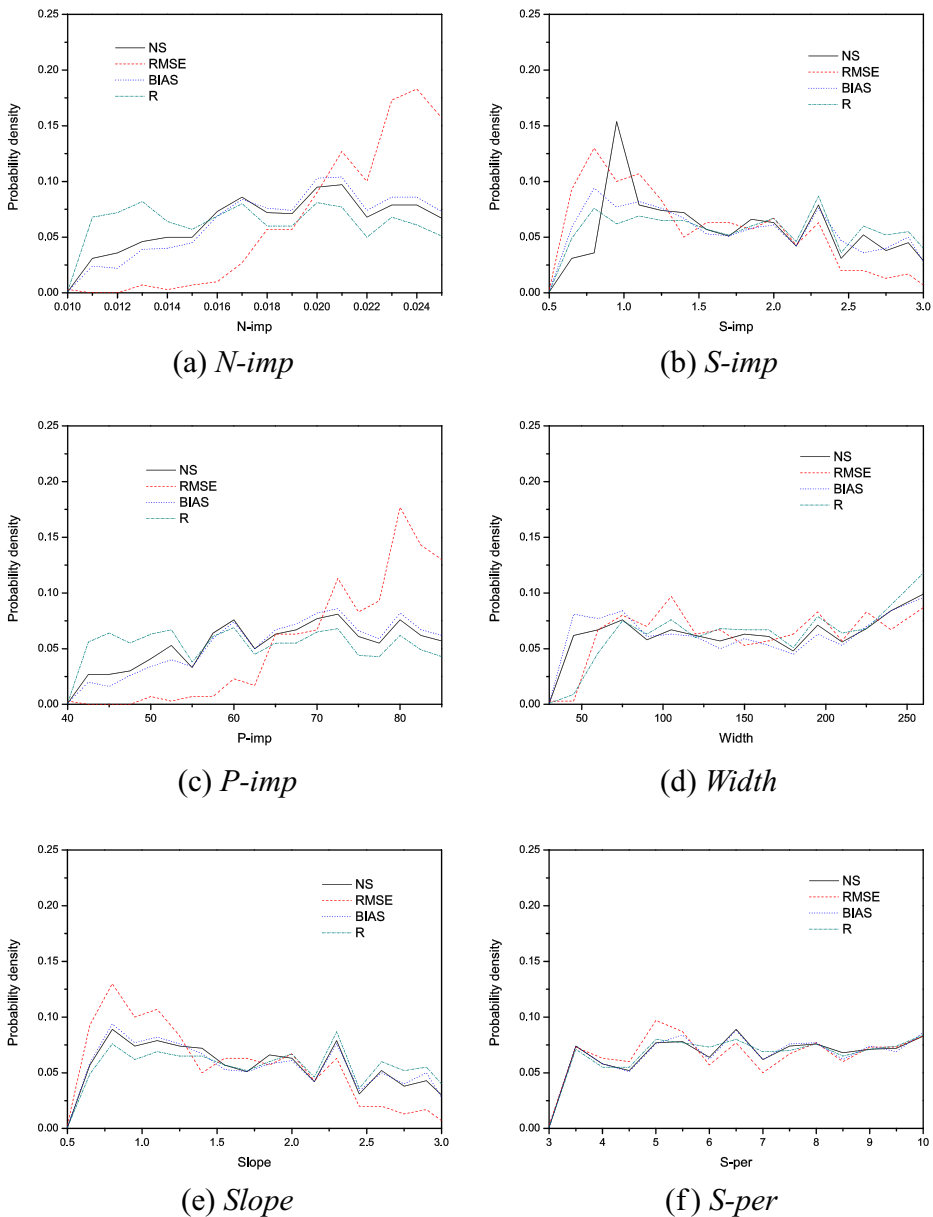 0.25
0.20
0.15
0.10
0.05
0.00
Probability density
NS
RMSE
BIAS
R
0.010 0.012 0.014 0.016 0.018 0.020 0.022 0.024
N-imp
(a) N-imp
0.25
0.20
0.15
0.10
0.05
0.00
Probability density
NS
RMSE
BIAS
R
0.5 1.0 1.5 2.0 2.5 3.0
S-imp
(b) S-imp
0.25
0.20
0.15
0.10
0.05
0.00
Probability density
NS
RMSE
BIAS
R
40 50 60 70 80
P-imp
(c) P-imp
0.25
0.20
0.15
0.10
0.05
0.00
Probability density
NS
RMSE
BIAS
R
50 100 150 200 250
Width
(d) Width
0.25
0.20
0.15
0.10
0.05
0.00
Probability density
NS
RMSE
BIAS
R
0.5 1.0 1.5 2.0 2.5 3.0
Slope
(e) Slope
0.25
0.20
0.15
0.10
0.05
0.00
Probability density
NS
RMSE
BIAS
R
3 4 5 6 7 8 9 10
S-per
(f) S-per